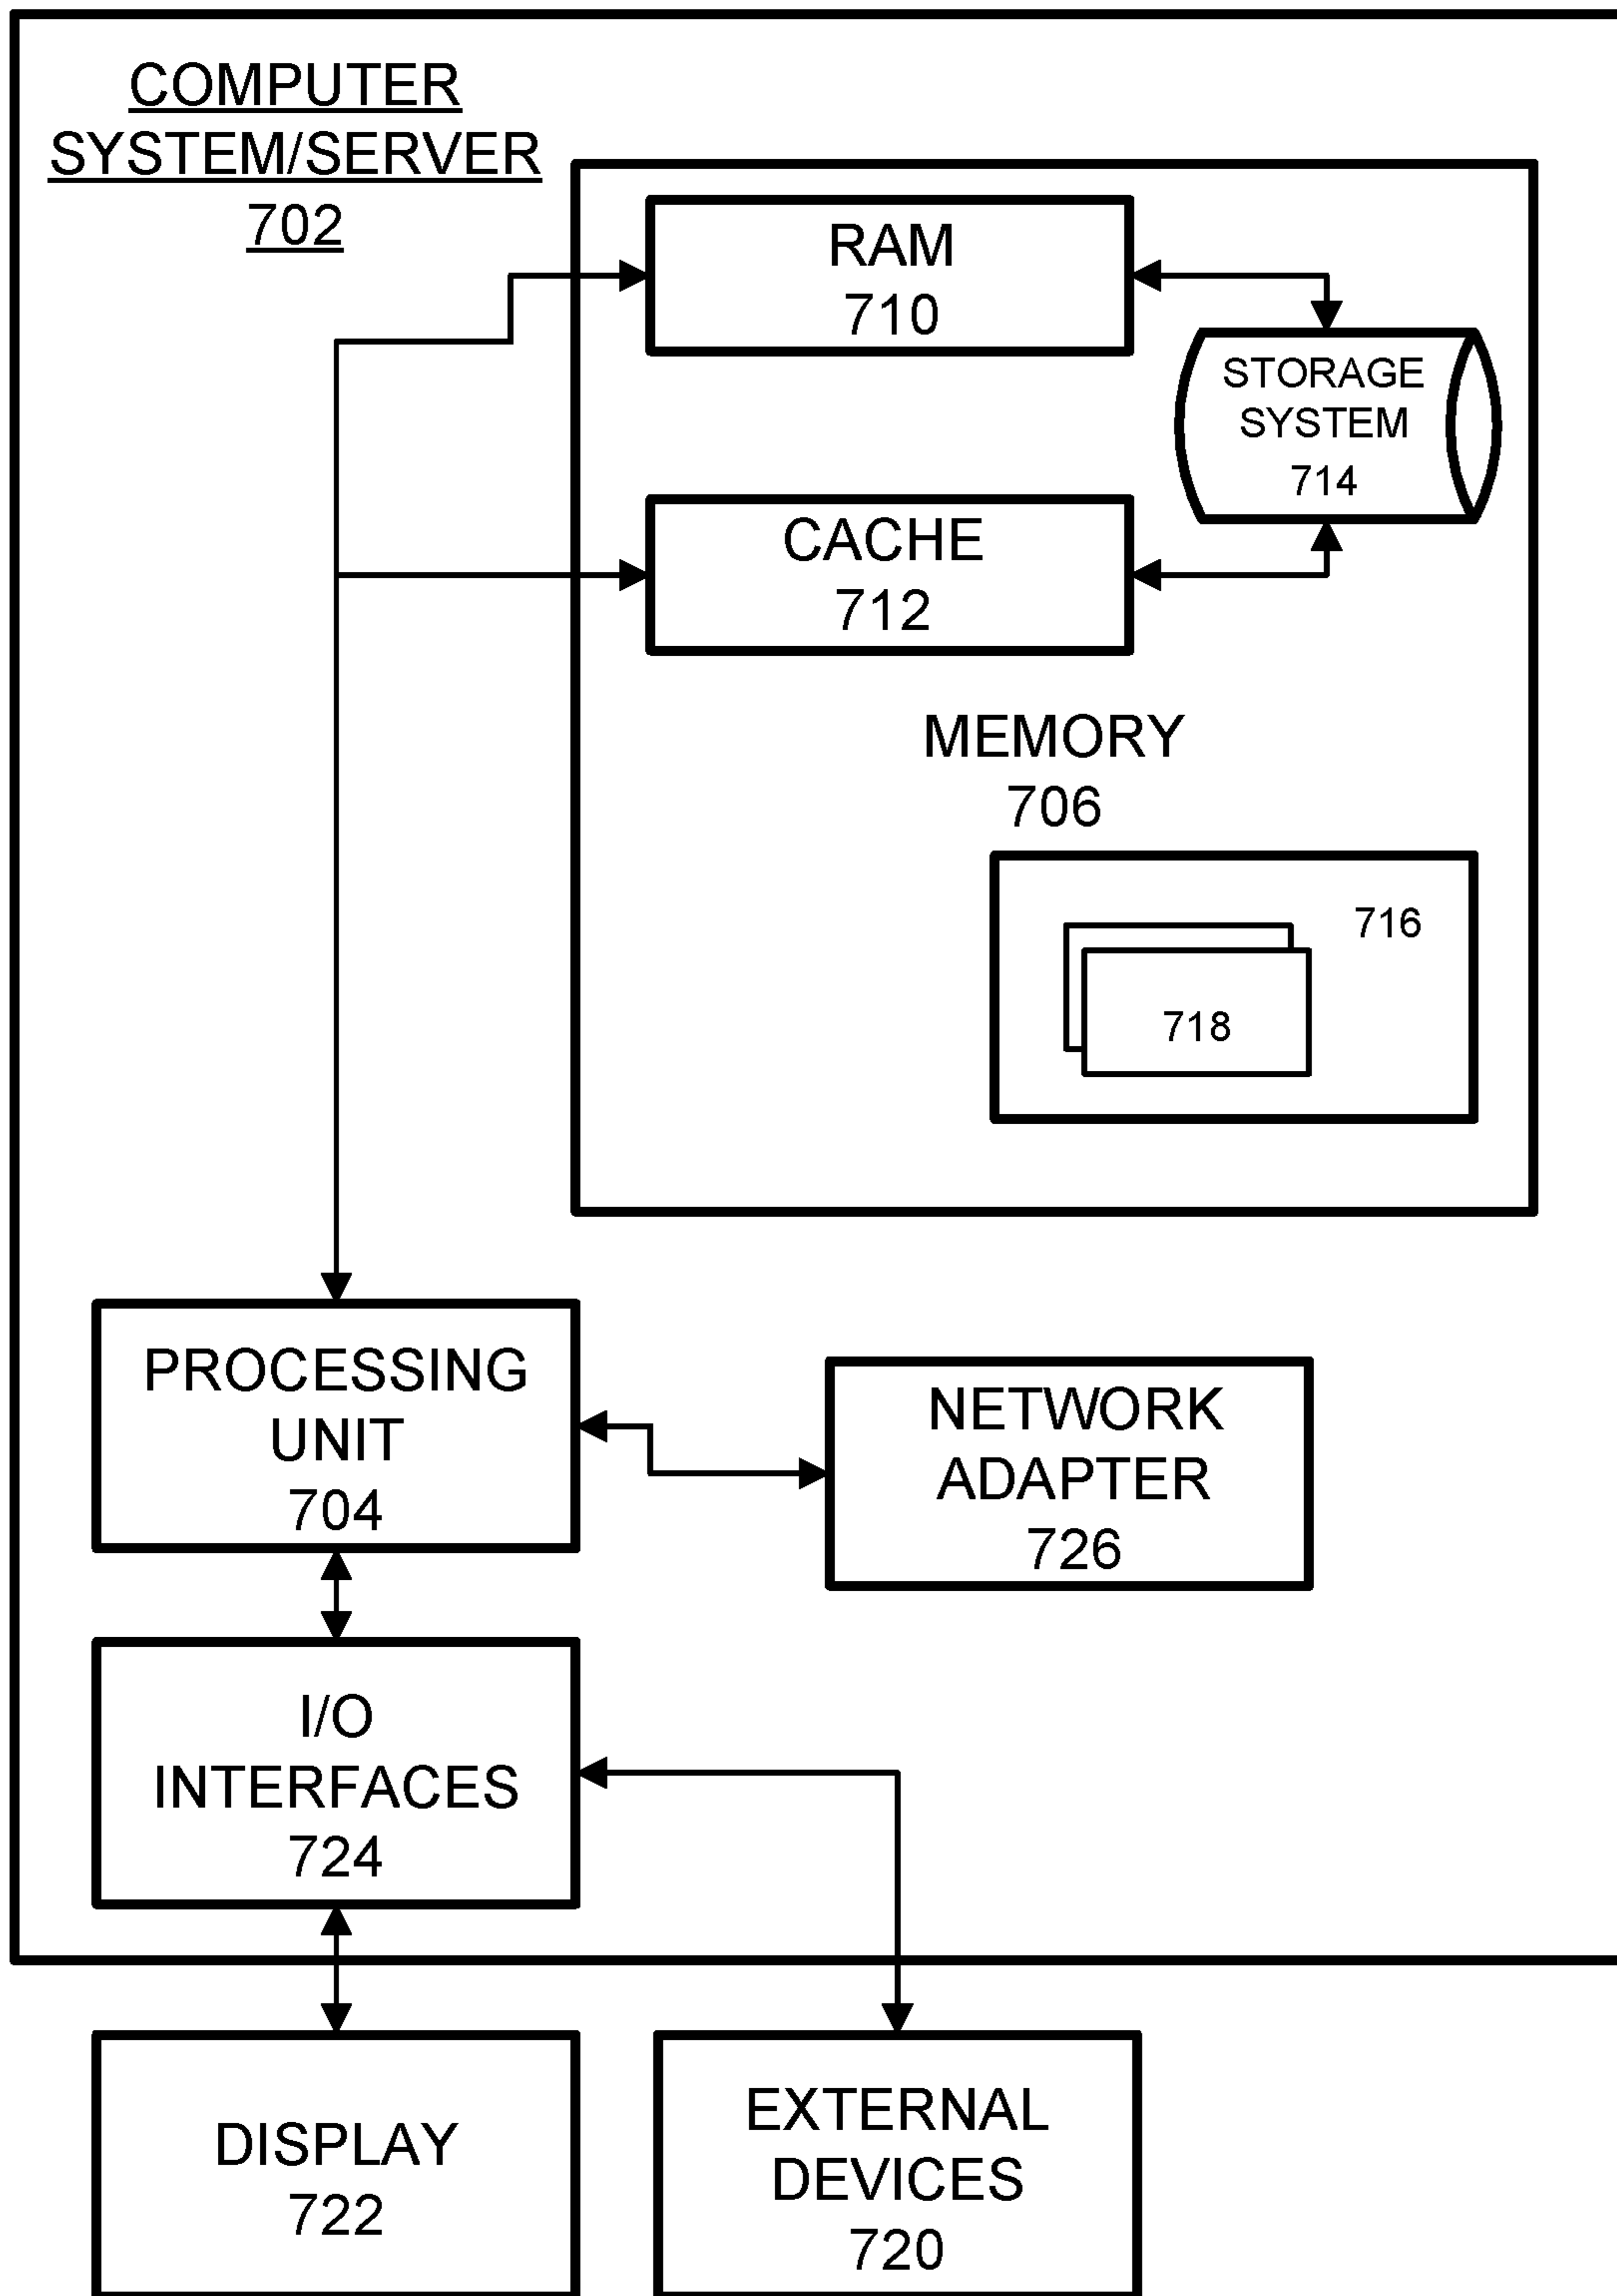 COMPUTER
SYSTEM/SERVER
702
RAM
710
STORAGE
SYSTEM
714
CACHE
712
MEMORY
706
716
718
PROCESSING
UNIT
704
NETWORK
ADAPTER
726
I/O
INTERFACES
724
DISPLAY
722
EXTERNAL
DEVICES
720